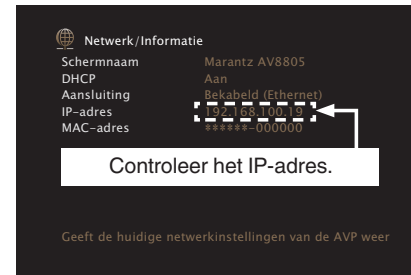 Netwerk/Informatie
Schermnaam Marantz AV8805
DHCP Aan
Aansluiting Bekabeld (Ethernet)
IP-adres 192.168.100.19
MAC-adres ******-000000
Controleer het IP-adres.
Geeft de huidige netwerkinstellingen van de AVP weer